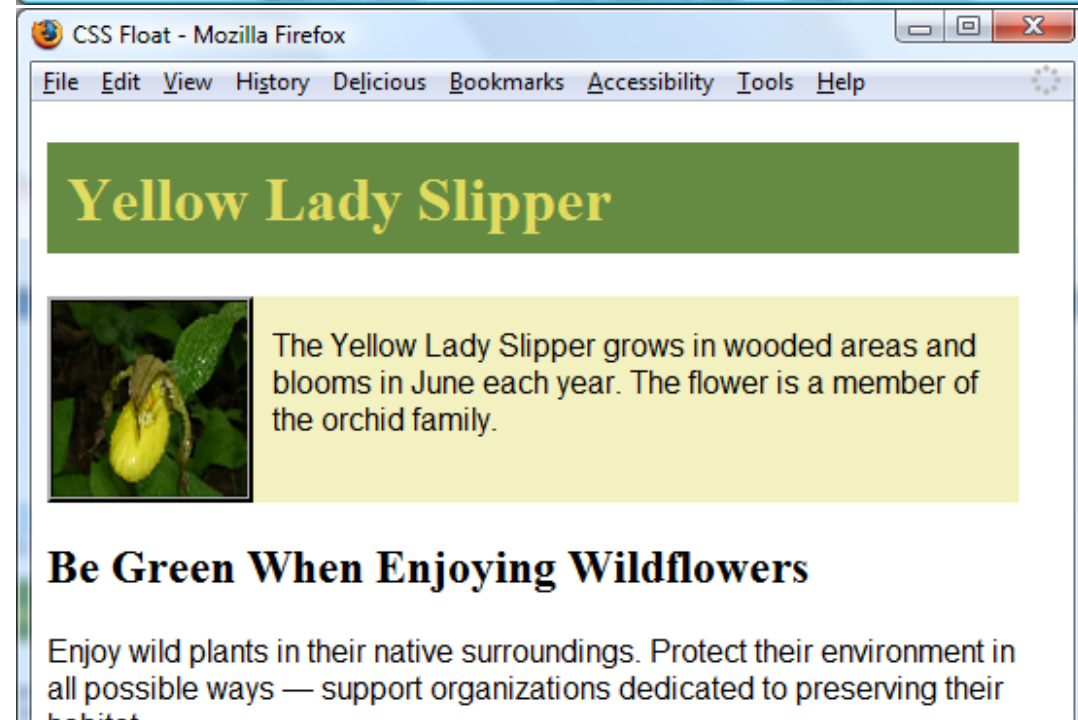 CSS Float - Mozilla Firefox
File Edit View History Delicious Bookmarks Accessibility Tools Help
Yellow Lady Slipper
The Yellow Lady Slipper grows in wooded areas and
blooms in June each year. The flower is a member of
the orchid family.
Be Green When Enjoying Wildflowers
Enjoy wild plants in their native surroundings. Protect their environment in
all possible ways — support organizations dedicated to preserving their